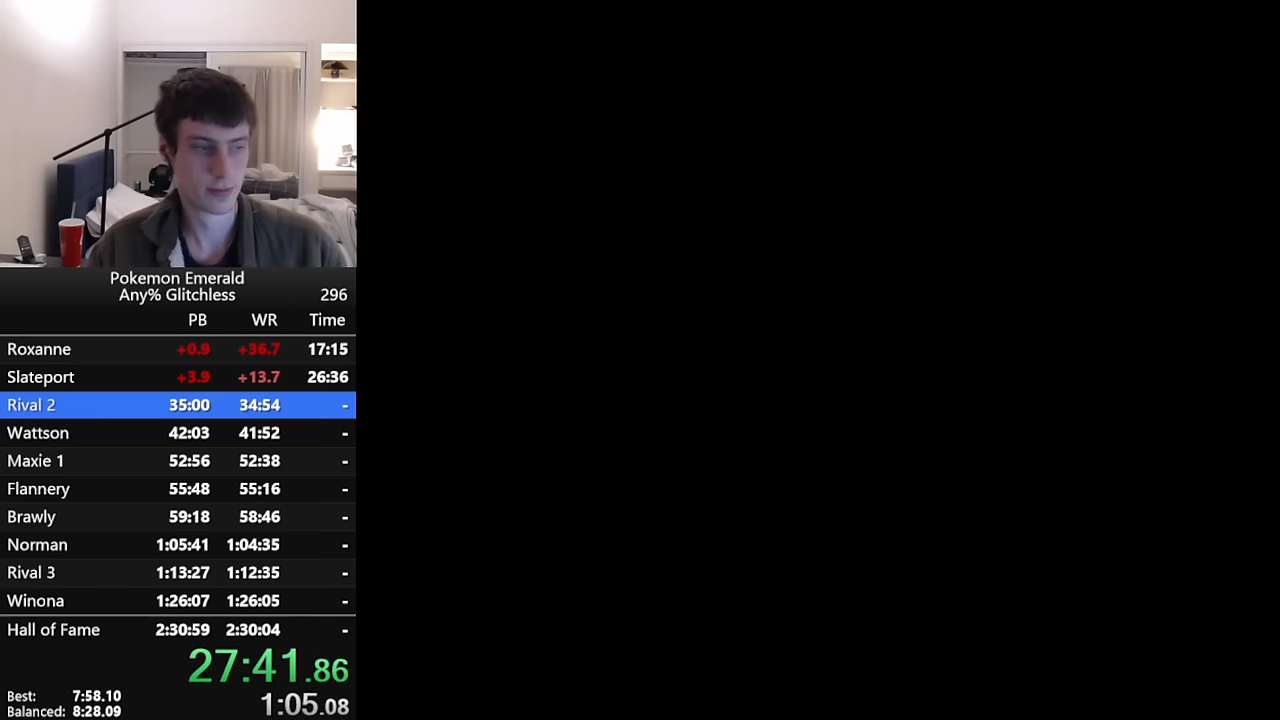 Pokemon Emerald
Any% Glitchless 296
PB WR Time
Roxanne +0.9 +36.7 17:15
Slateport +3.9 +13.7 26:36
Rival 2 35:00 34:54 -
Wattson 42:03 41:52 -
Maxie 1 52:56 52:38 -
Flannery 55:48 55:16 -
Brawly 59:18 58:46 -
Norman 1:05:41 1:04:35 -
Rival 3 1:13:27 1:12:35 -
Winona 1:26:07 1:26:05 -
Hall of Fame 2:30:59 2:30:04 -
27:41.86
Best: 7:58.10
Balanced: 8:28.09
1:05.08